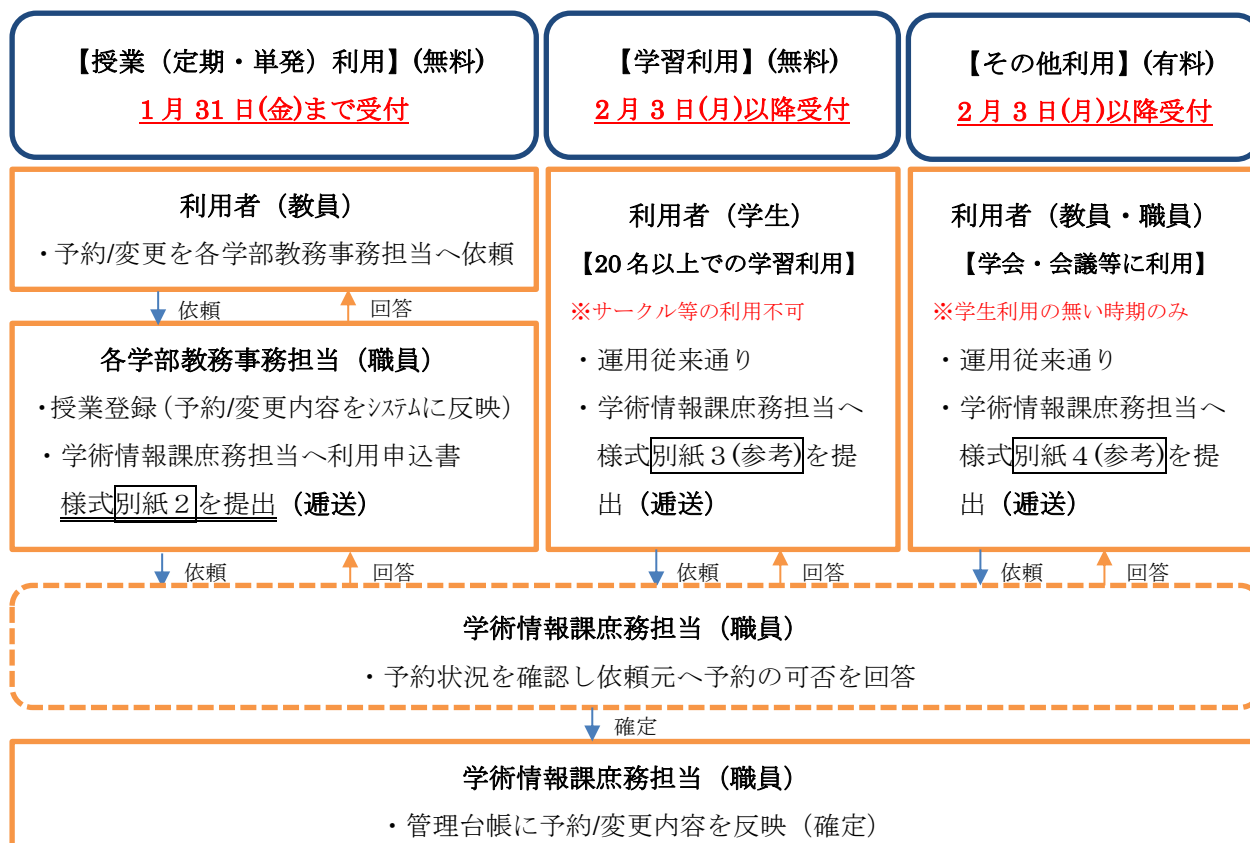 【授業（定期・単発）利用】(無料)
1月31日(金)まで受付
【学習利用】(無料)
2月3日(月)以降受付
【その他利用】(有料)
2月3日(月)以降受付
利用者（教員）
・予約/変更を各学部教務事務担当へ依頼
依頼
回答
各学部教務事務担当（職員）
・授業登録（予約/変更内容をｼｽﾃﾑに反映）
・学術情報課庶務担当へ利用申込書
様式別紙２を提出（逓送）
利用者（学生）
【20名以上での学習利用】
※サークル等の利用不可
・運用従来通り
・学術情報課庶務担当へ
様式別紙３(参考)を提
出（逓送）
利用者（教員・職員）
【学会・会議等に利用】
※学生利用の無い時期のみ
・運用従来通り
・学術情報課庶務担当へ
様式別紙４(参考)を提
出（逓送）
依頼
回答
依頼
回答
依頼
回答
学術情報課庶務担当（職員）
・予約状況を確認し依頼元へ予約の可否を回答
確定
学術情報課庶務担当（職員）
・管理台帳に予約/変更内容を反映（確定）